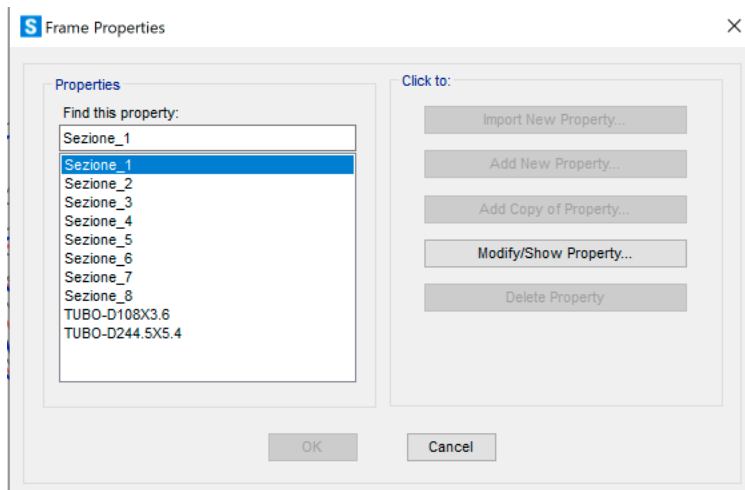 S Frame Properties
Properties
Find this property:
Sezione_1
Sezione_1
Sezione_2
Sezione_3
Sezione_4
Sezione_5
Sezione_6
Sezione_7
Sezione_8
TUBO-D108X3.6
TUBO-D244.5X5.4
Click to:
Import New Property...
Add New Property...
Add Copy of Property...
Modify/Show Property...
Delete Property
OK
Cancel